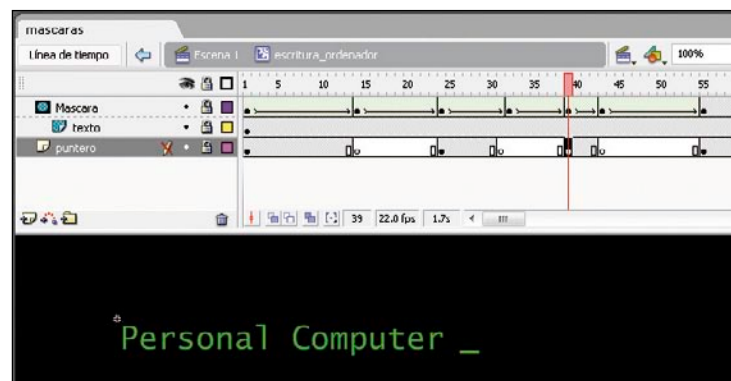 mascaras
Línea de tiempo Escena 1 escritura_ordenador 100%
1 5 10 15 20 25 30 35 40 45 50 55
Mascara
texto
puntero
39 22.0 fps 1.7s
Personal Computer _